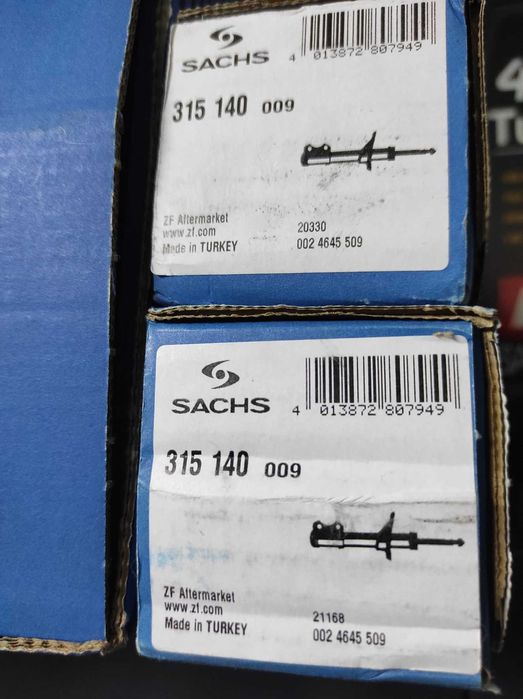 SACHS
4 013872 807949
315 140 009
ZF Aftermarket
www.zf.com
Made in TURKEY
20330
002 4645 509
4
Tu
SACHS
4 013872 807949
315 140 009
ZF Aftermarket
www.zf.com
Made in TURKEY
21168
002 4645 509